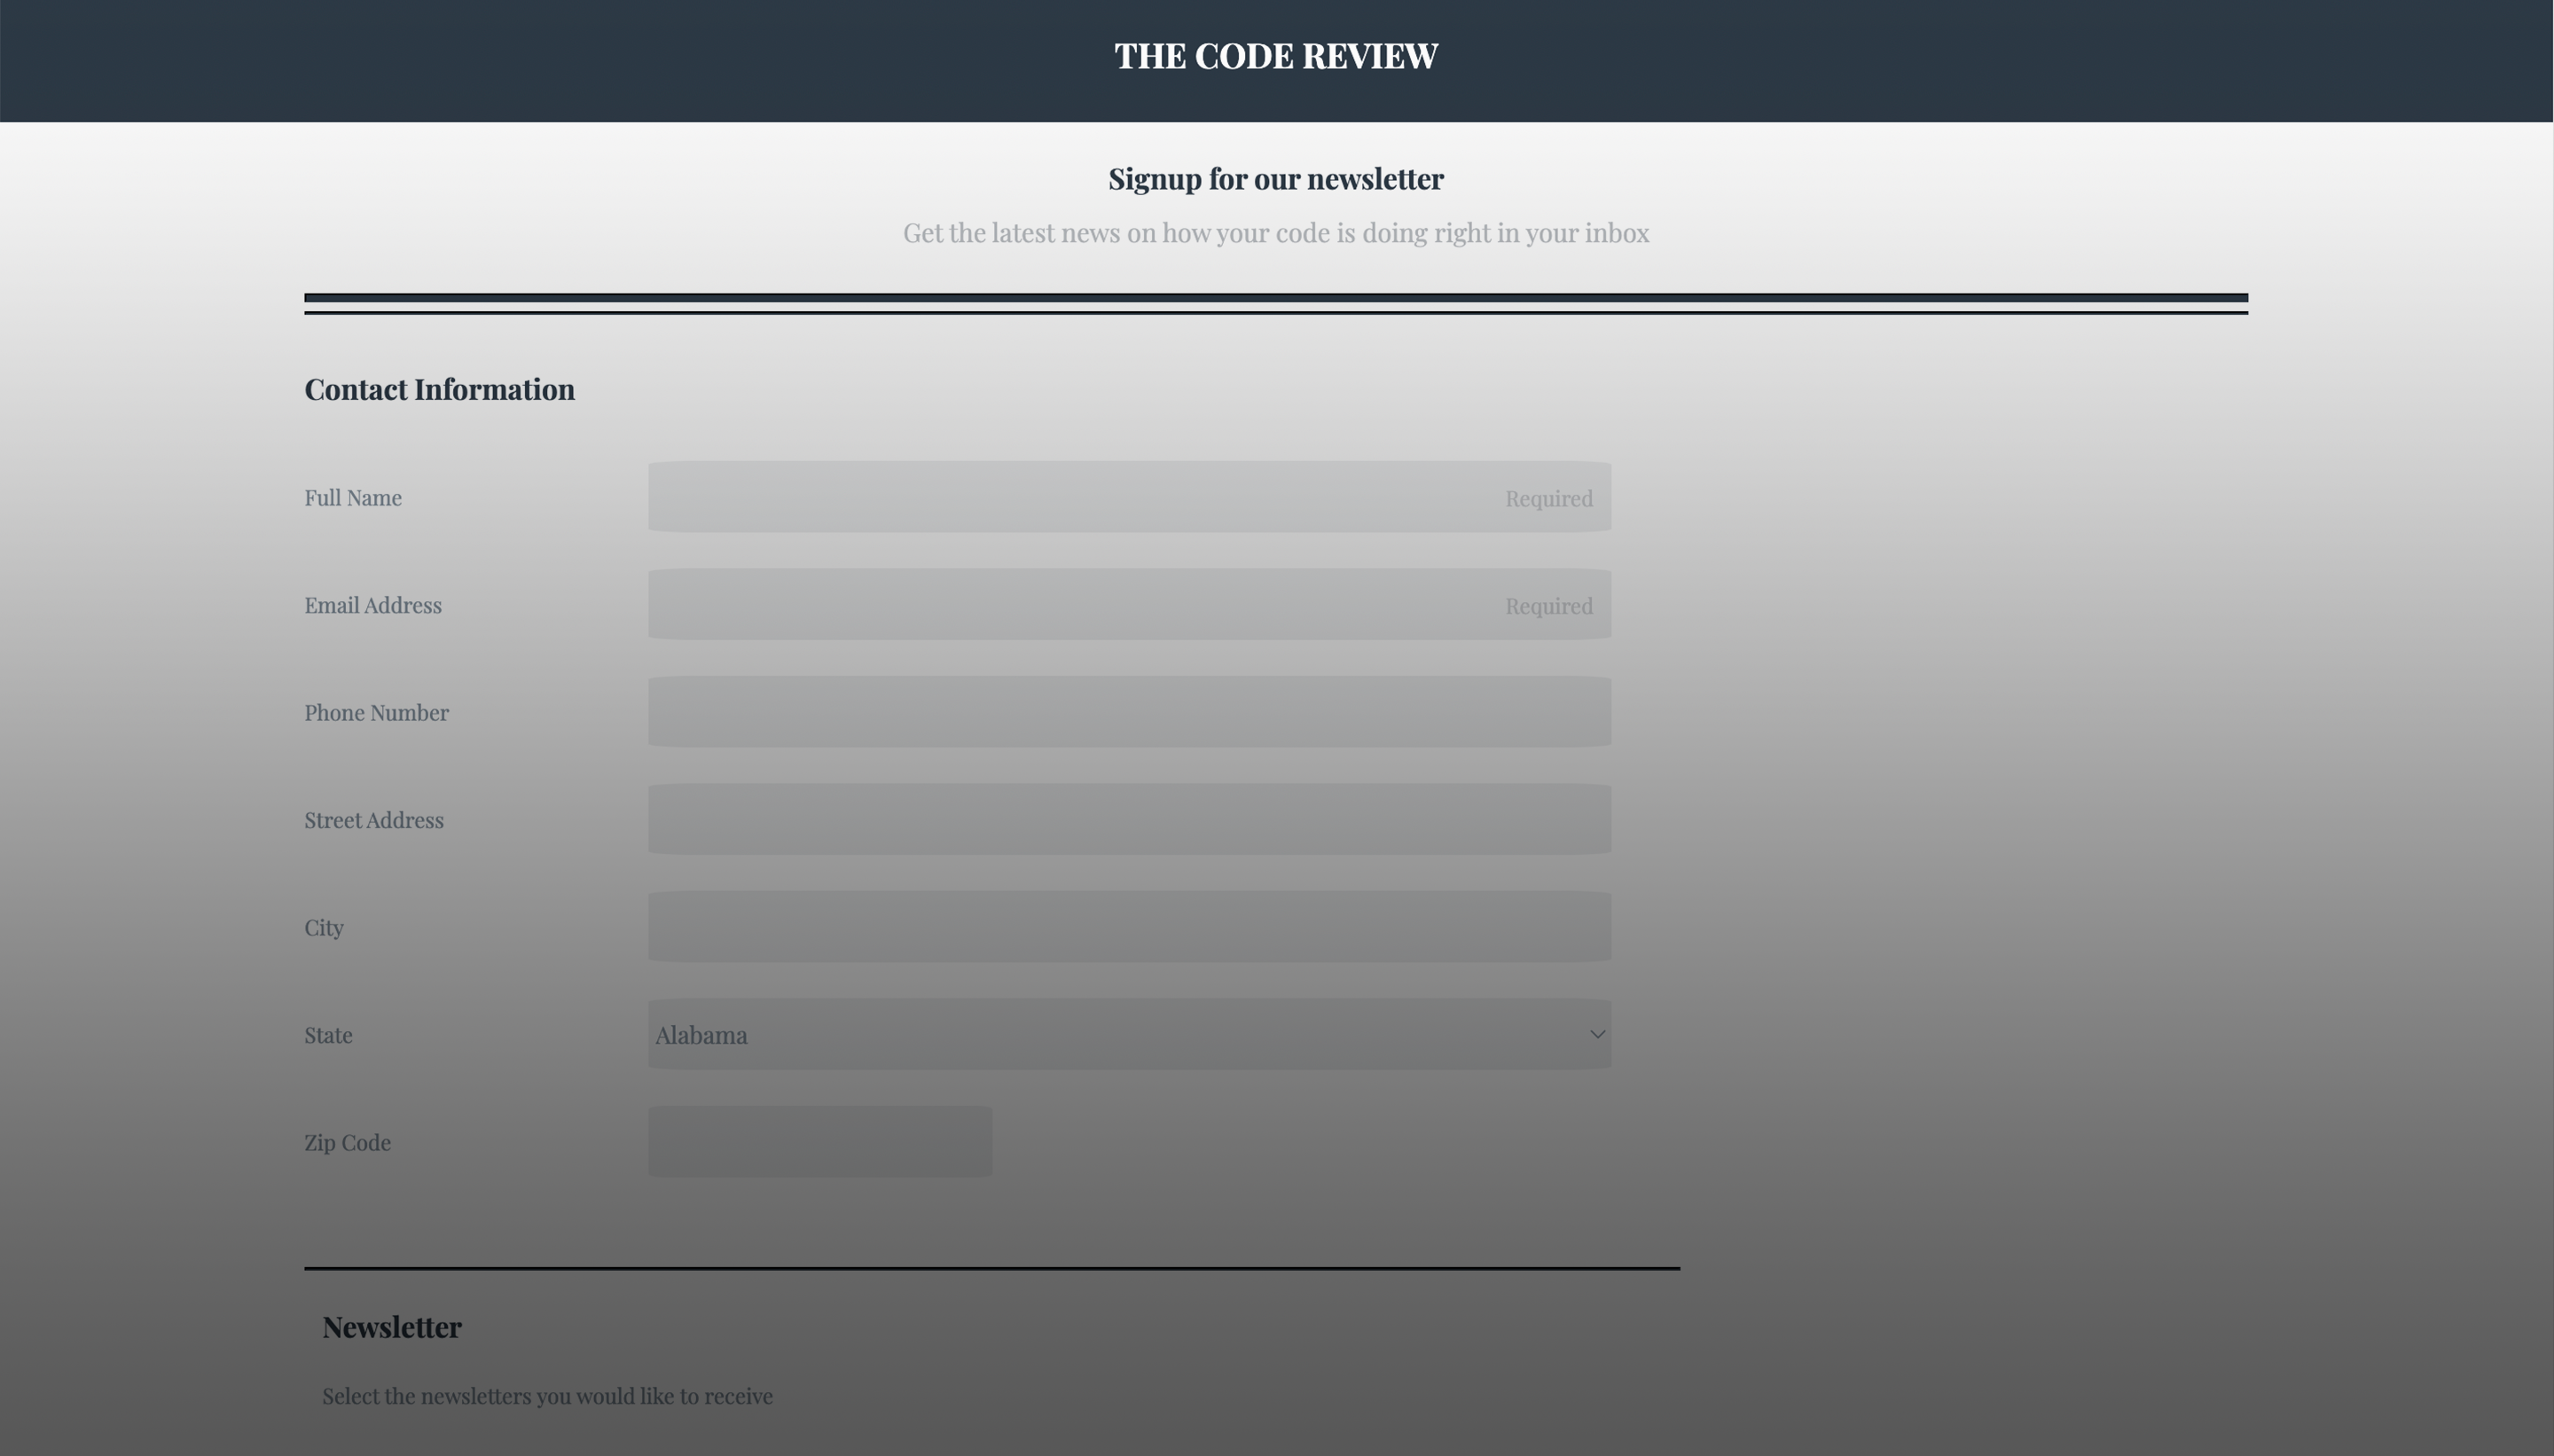 THE CODE REVIEW
Signup for our newsletter
Get the latest news on how your code is doing right in your inbox
Contact Information
Full Name
Required
Email Address
Required
Phone Number
Street Address
City
State
Alabama
Zip Code
Newsletter
Select the newsletters you would like to receive